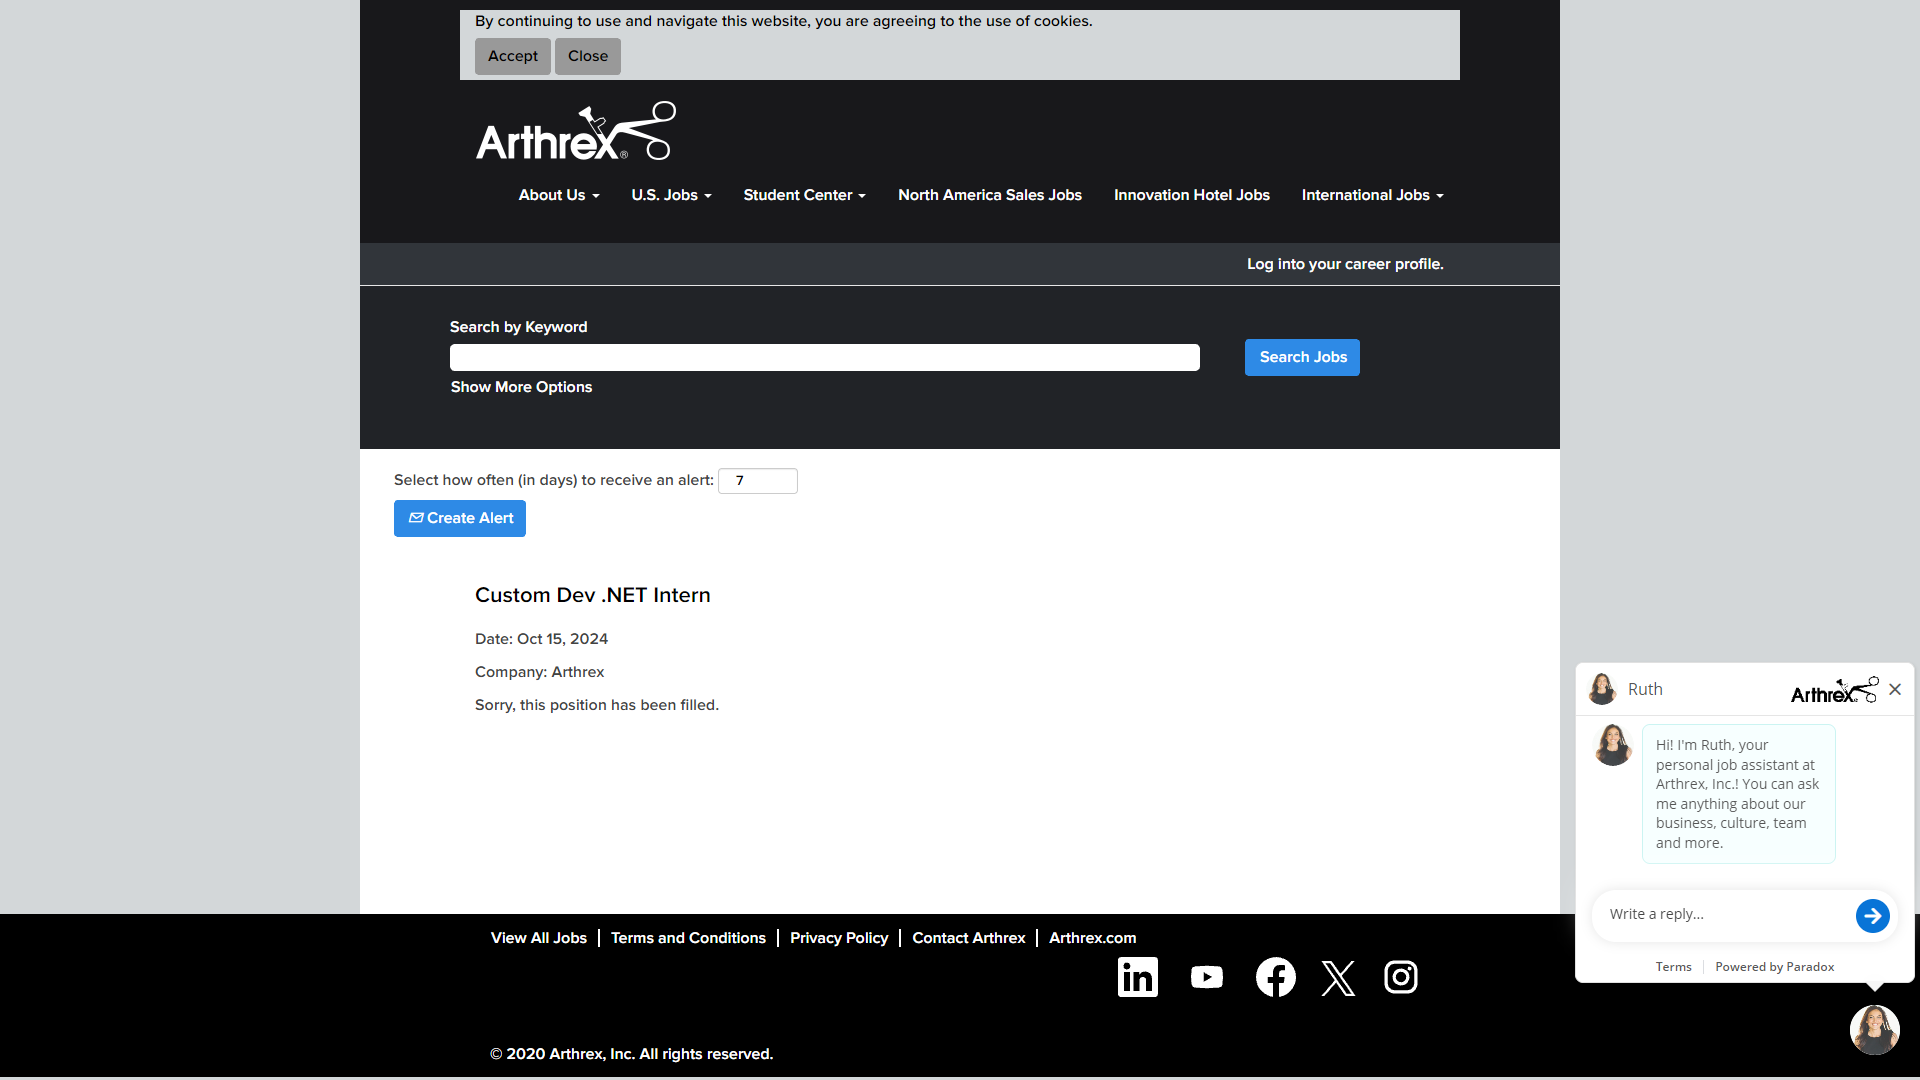 By continuing to use and navigate this website, you are agreeing to the use of cookies.
Accept Close
Arthrex®
About Us U.S. Jobs Student Center North America Sales Jobs Innovation Hotel Jobs International Jobs
Log into your career profile.
Search by Keyword
Search Jobs
Show More Options
Select how often (in days) to receive an alert: 7
Create Alert
Custom Dev .NET Intern
Date: Oct 15, 2024
Company: Arthrex
Sorry, this position has been filled.
Ruth Arthrex
Hi! I'm Ruth, your
personal job assistant at
Arthrex, Inc.! You can ask
me anything about our
business, culture, team
and more.
Write a reply...
Terms Powered by Paradox
View All Jobs Terms and Conditions Privacy Policy Contact Arthrex Arthrex.com
© 2020 Arthrex, Inc. All rights reserved.